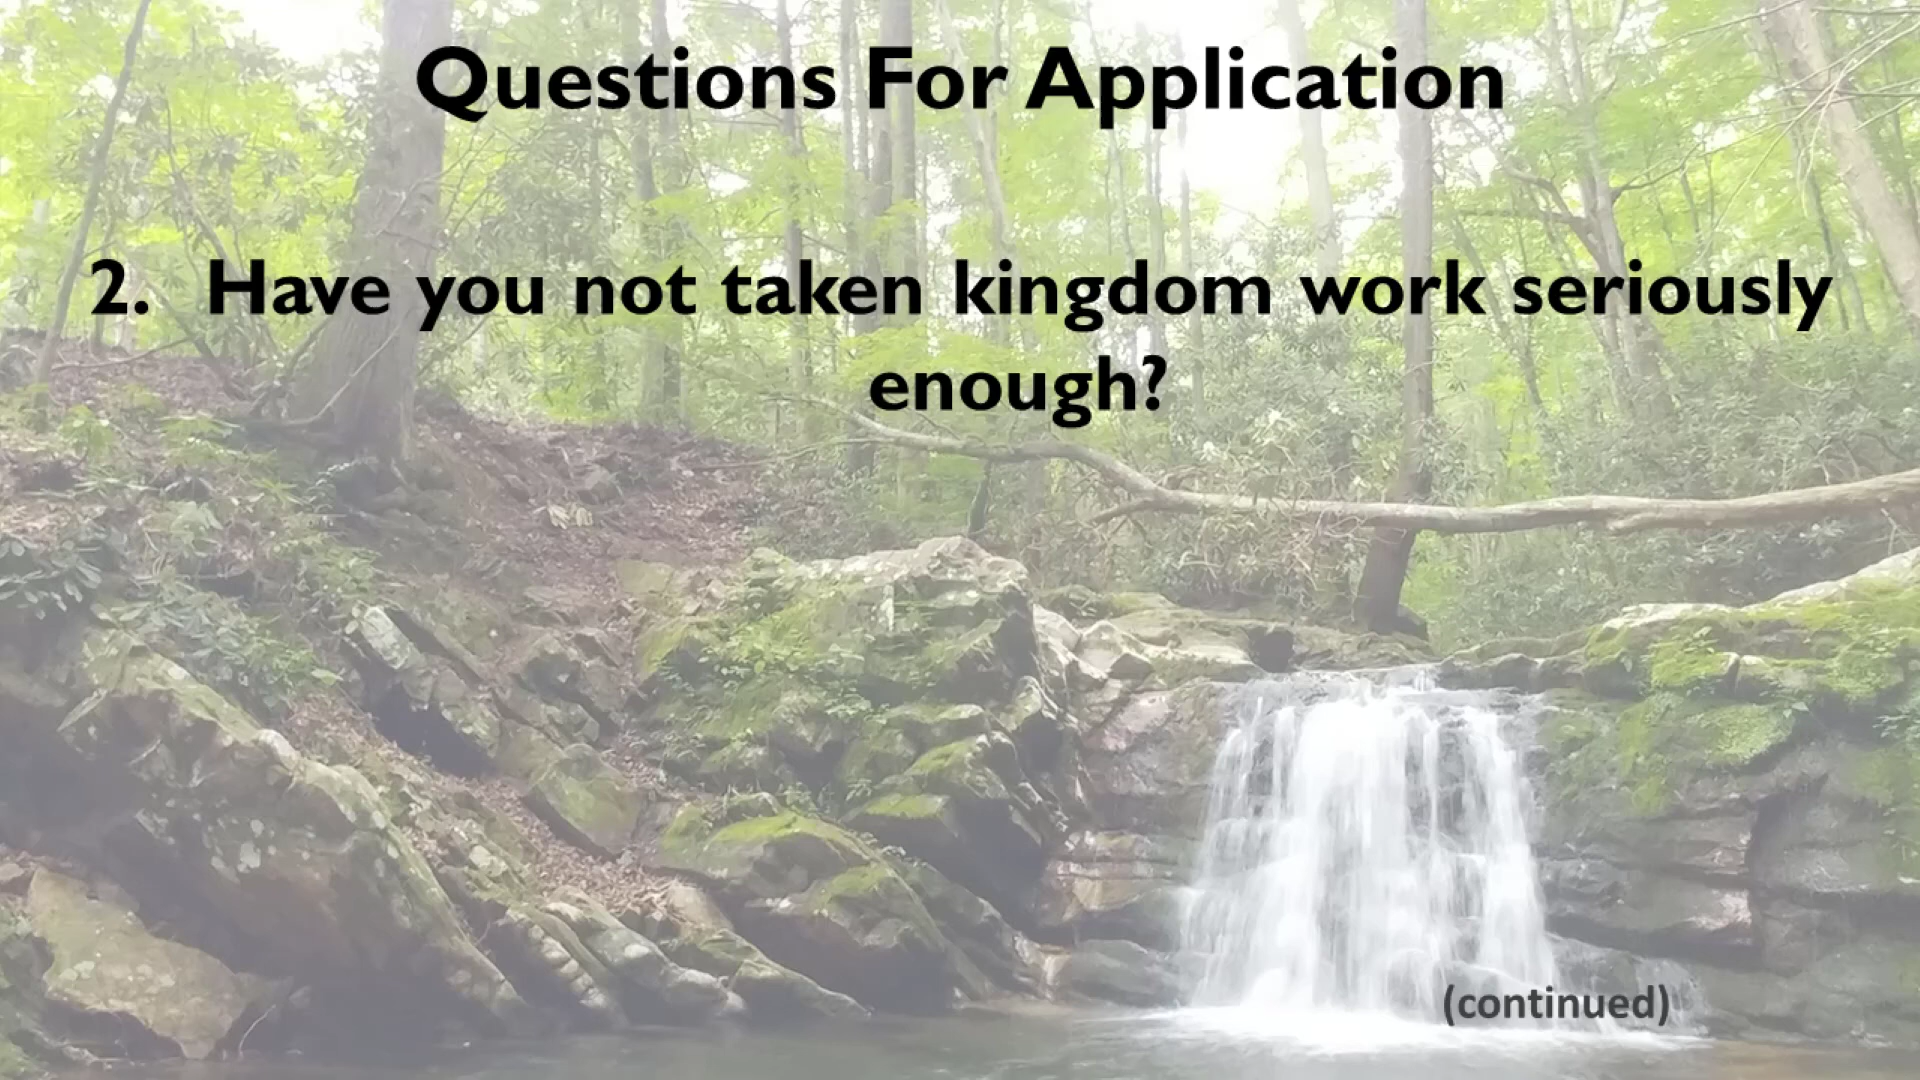 Questions For Application
2. Have you not taken kingdom work seriously
enough?
(continued)